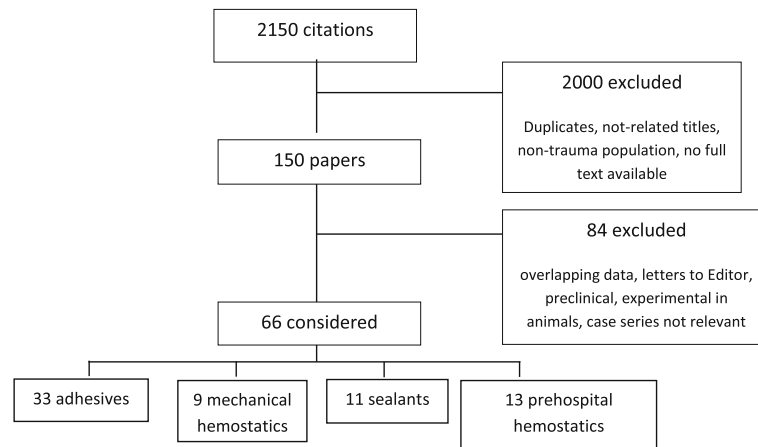 2150 citations
2000 excluded
Duplicates, not-related titles,
non-trauma population, no full
text available
150 papers
84 excluded
overlapping data, letters to Editor,
preclinical, experimental in
animals, case series not relevant
66 considered
33 adhesives
9 mechanical
hemostatics
11 sealants
13 prehospital
hemostatics